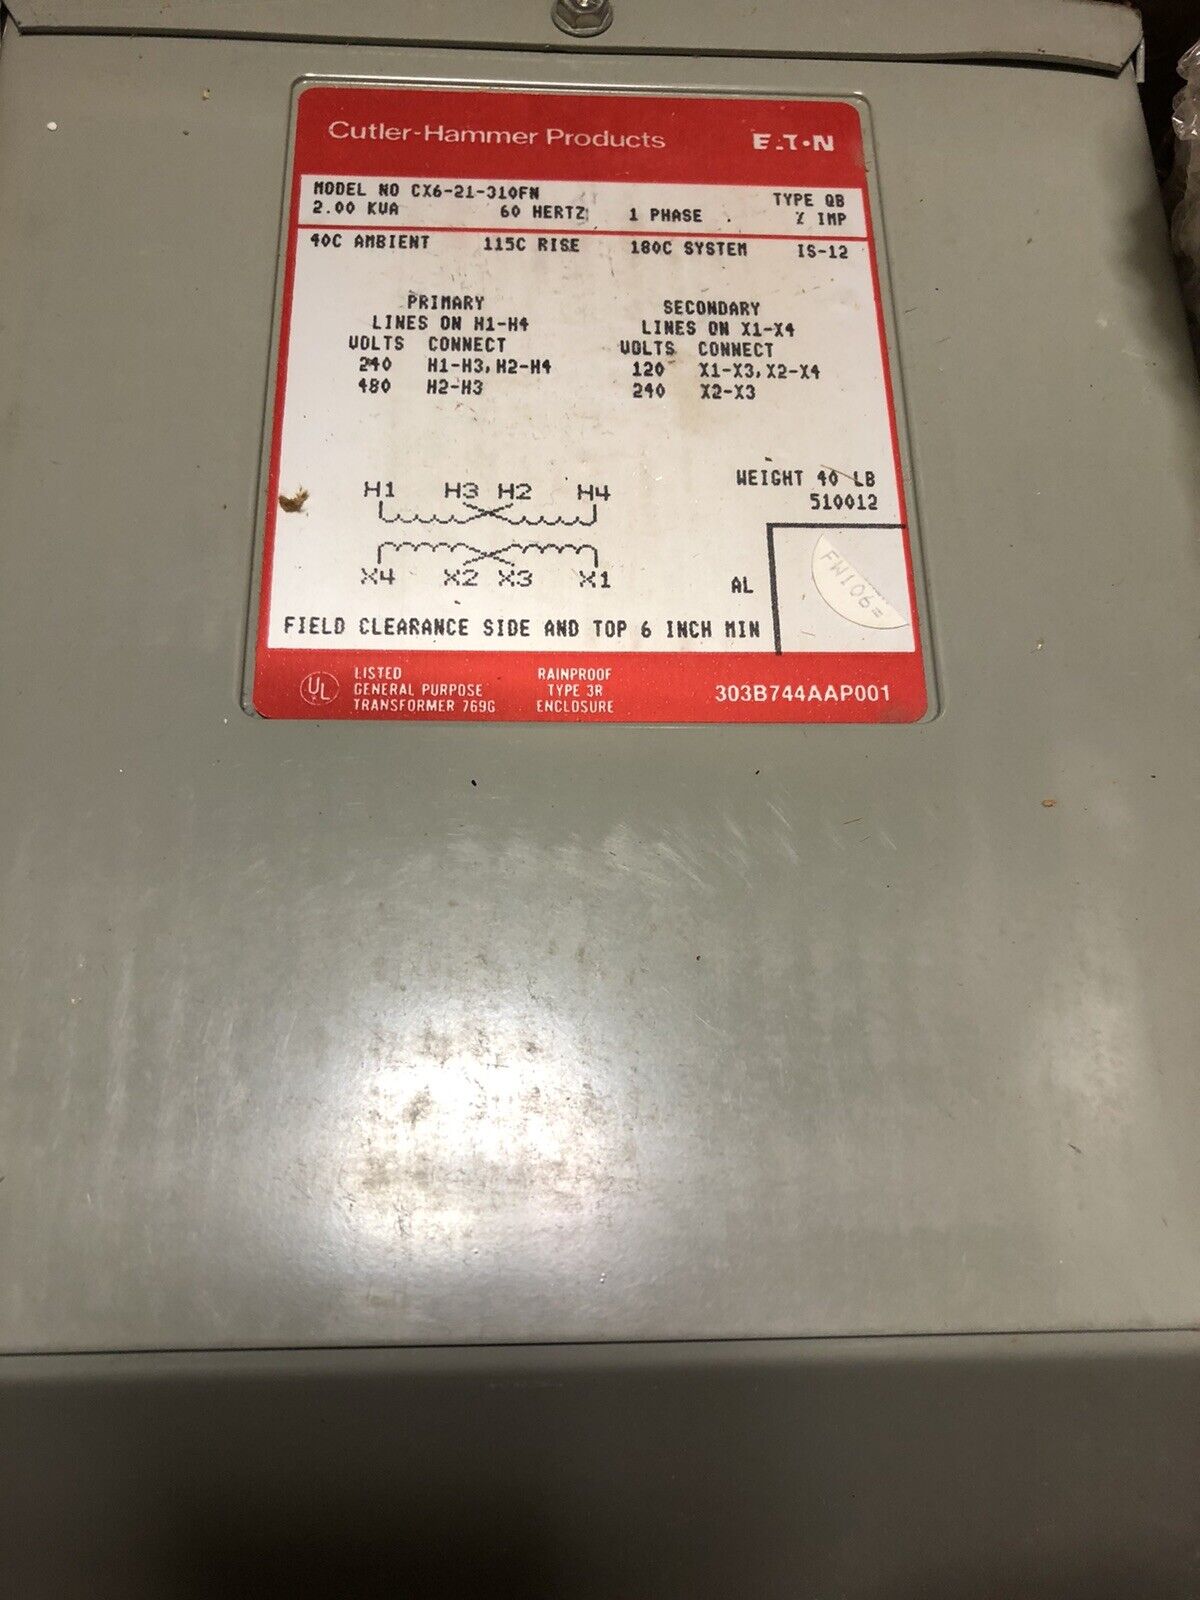 Cutler-Hammer Products
MODEL NO CX6-21-310FN TYPE QB
2.00 KVA 60 HERTZ 1 PHASE % IMP
40C AMBIENT 115C RISE 180C SYSTEM IS-12
PRIMARY
LINES ON H1-H4
VOLTS CONNECT
240 H1-H3, H2-H4
480 H2-H3
SECONDARY
LINES ON X1-X4
VOLTS CONNECT
120 X1-X3, X2-X4
240 X2-X3
WEIGHT 40 LB
510012
H1 H3 H2 H4
X4 X2 X3 X1
AL
FW106=
FIELD CLEARANCE SIDE AND TOP 6 INCH MIN
UL
LISTED
GENERAL PURPOSE
TRANSFORMER 769G
RAINPROOF
TYPE 3R
ENCLOSURE
303B744AAP001